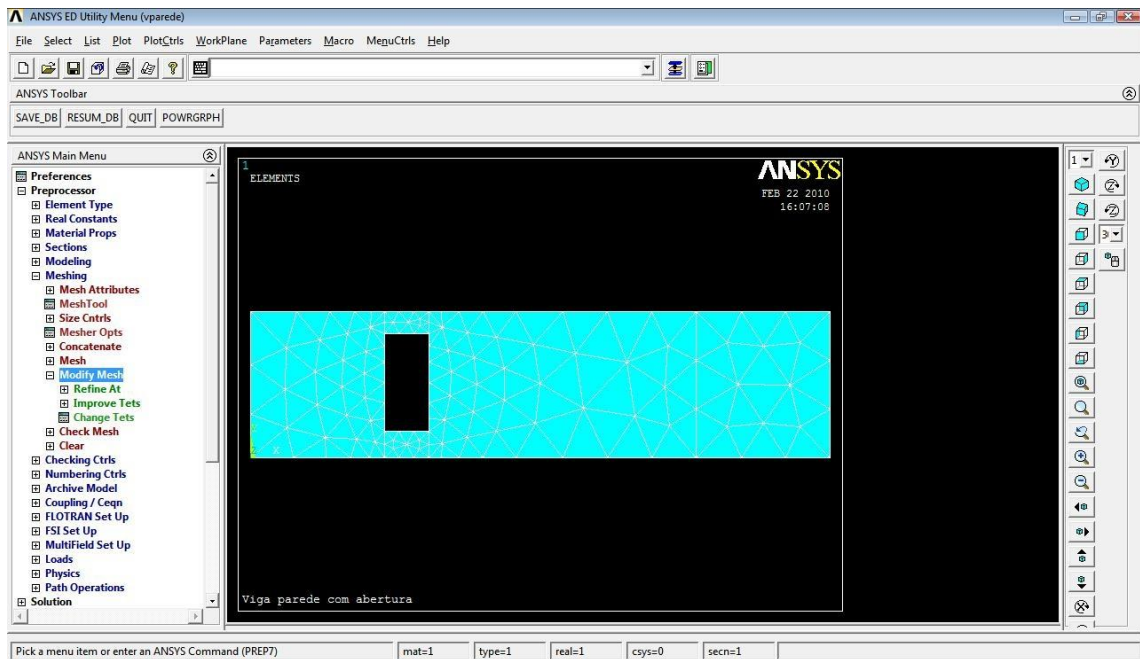 ANSYS ED Utility Menu (vparede)
File Select List Plot PlotCtrls WorkPlane Parameters Macro MenuCtrls Help
ANSYS Toolbar
SAVE_DB RESUM_DB QUIT POWRGRPH
ANSYS Main Menu
Preferences
Preprocessor
Element Type
Real Constants
Material Props
Sections
Modeling
Meshing
Mesh Attributes
MeshTool
Size Cntrls
Mesher Opts
Concatenate
Mesh
Modify Mesh
Refine At
Improve Tets
Change Tets
Check Mesh
Clear
Checking Ctrls
Numbering Ctrls
Archive Model
Coupling / Ceqn
FLOTRAN Set Up
FSI Set Up
MultiField Set Up
Loads
Physics
Path Operations
Solution
1
ELEMENTS
ANSYS
FEB 22 2010
16:07:08
Z X
Viga parede com abertura
1
Pick a menu item or enter an ANSYS Command (PREP7) mat=1 type=1 real=1 csys=0 secn=1